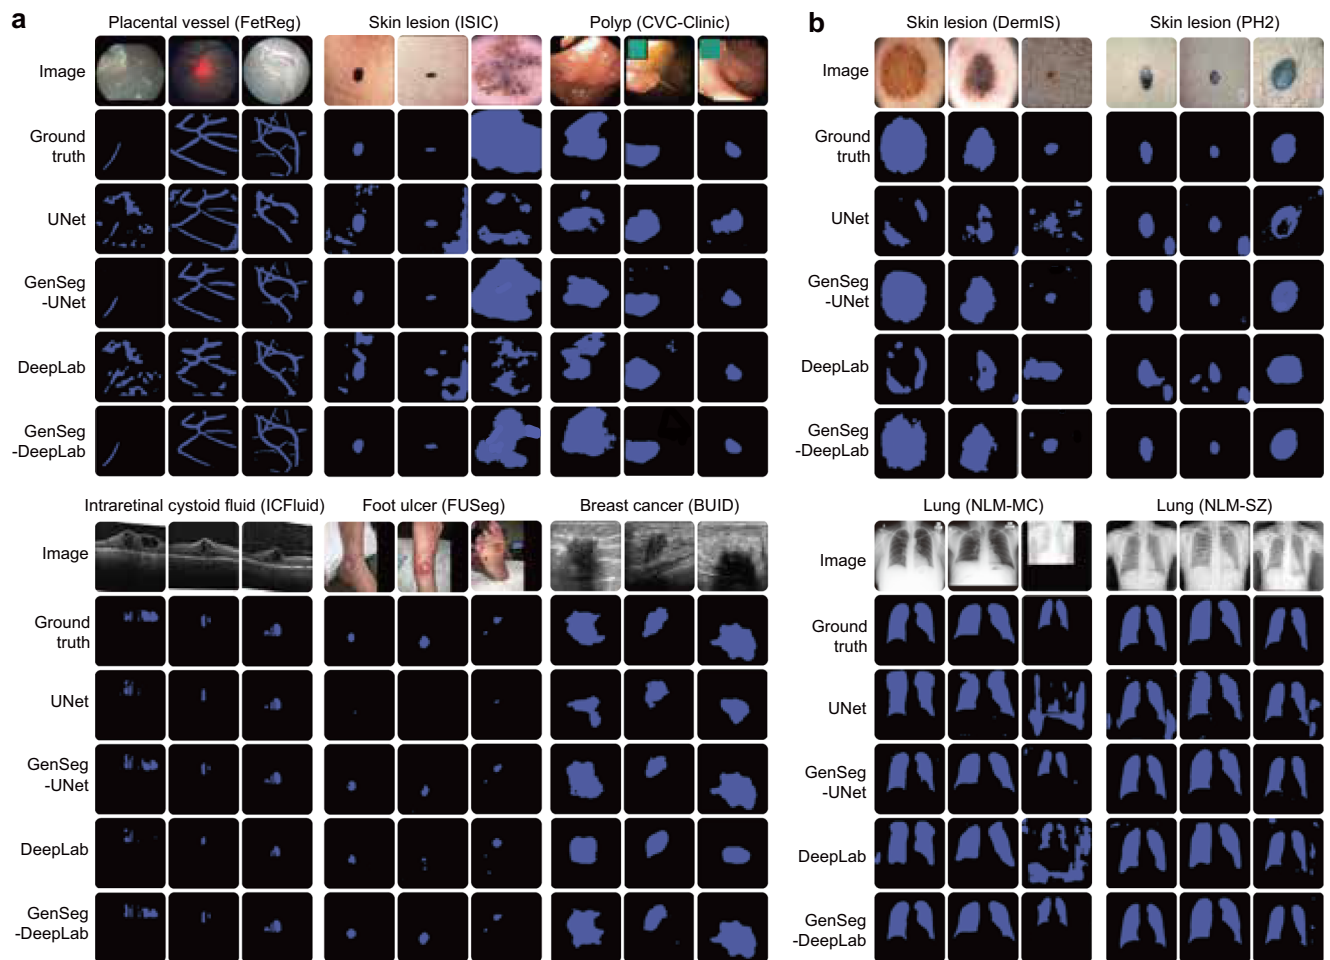 a
Placental vessel (FetReg)
Skin lesion (ISIC)
Polyp (CVC-Clinic)
Image
Ground
truth
UNet
GenSeg
-UNet
DeepLab
GenSeg
-DeepLab
Intraretinal cystoid fluid (ICFluid)
Foot ulcer (FUSeg)
Breast cancer (BUID)
Image
Ground
truth
UNet
GenSeg
-UNet
DeepLab
GenSeg
-DeepLab
b
Skin lesion (DermIS)
Skin lesion (PH2)
Image
Ground
truth
UNet
GenSeg
-UNet
DeepLab
GenSeg
-DeepLab
Lung (NLM-MC)
Lung (NLM-SZ)
Image
Ground
truth
UNet
GenSeg
-UNet
DeepLab
GenSeg
-DeepLab